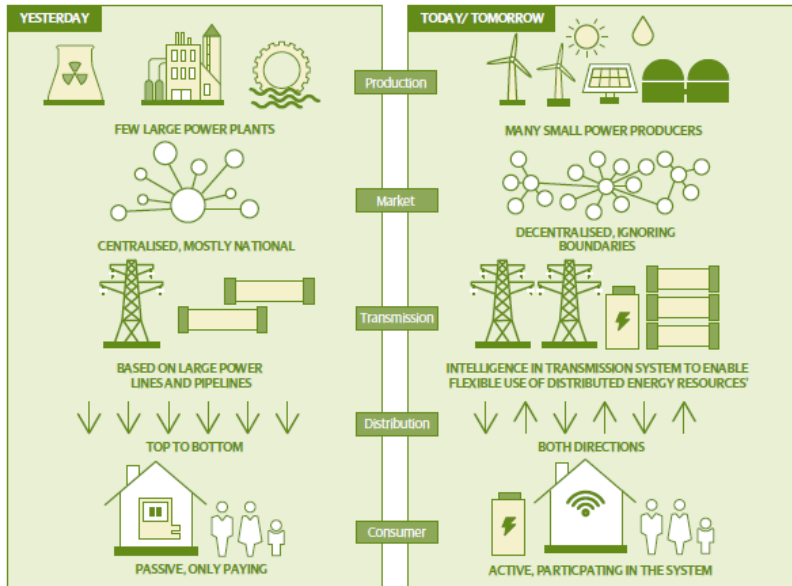 YESTERDAY
TODAY/ TOMORROW
Production
FEW LARGE POWER PLANTS
MANY SMALL POWER PRODUCERS
Market
CENTRALISED, MOSTLY NATIONAL
DECENTRALISED, IGNORING
BOUNDARIES
Transmission
BASED ON LARGE POWER
LINES AND PIPELINES
INTELLIGENCE IN TRANSMISSION SYSTEM TO ENABLE
FLEXIBLE USE OF DISTRIBUTED ENERGY RESOURCES'
Distribution
TOP TO BOTTOM
BOTH DIRECTIONS
Consumer
PASSIVE, ONLY PAYING
ACTIVE, PARTICIPATING IN THE SYSTEM